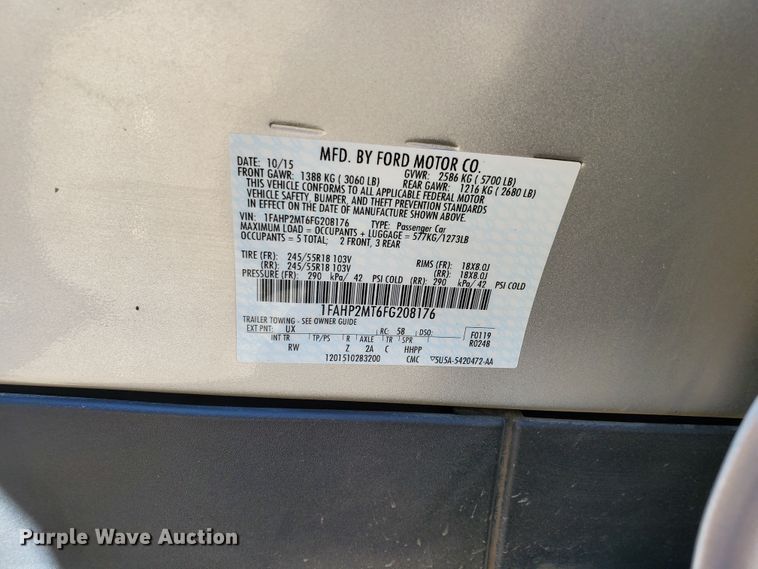 MFD. BY FORD MOTOR CO.
DATE: 10/15 GVWR: 2586 KG ( 5700 LB)
FRONT GAWR: 1388 KG ( 3060 LB) REAR GAWR: 1216 KG ( 2680 LB)
THIS VEHICLE CONFORMS TO ALL APPLICABLE FEDERAL MOTOR
VEHICLE SAFETY, BUMPER, AND THEFT PREVENTION STANDARDS
IN EFFECT ON THE DATE OF MANUFACTURE SHOWN ABOVE.
VIN: 1FAHP2MT6FG208176 TYPE: Passenger Car
MAXIMUM LOAD = OCCUPANTS + LUGGAGE = 577KG/1273LB
OCCUPANTS = 5 TOTAL; 2 FRONT, 3 REAR
TIRE (FR): 245/55R18 103V RIMS (FR): 18X8.0J
(RR): 245/55R18 103V (RR): 18X8.0J
PRESSURE (FR): 290 kPa/ 42 PSI COLD (RR): 290 kPa/ 42 PSI COLD
1FAHP2MT6FG208176
TRAILER TOWING - SEE OWNER GUIDE
EXT PNT: UX RC: 58 DSO: F0119
INT TR TP/PS R AXLE TR SPR R0248
RW Z 2A C HHPP
1201510283200 CMC 5U5A-5420472-AA
Purple Wave Auction